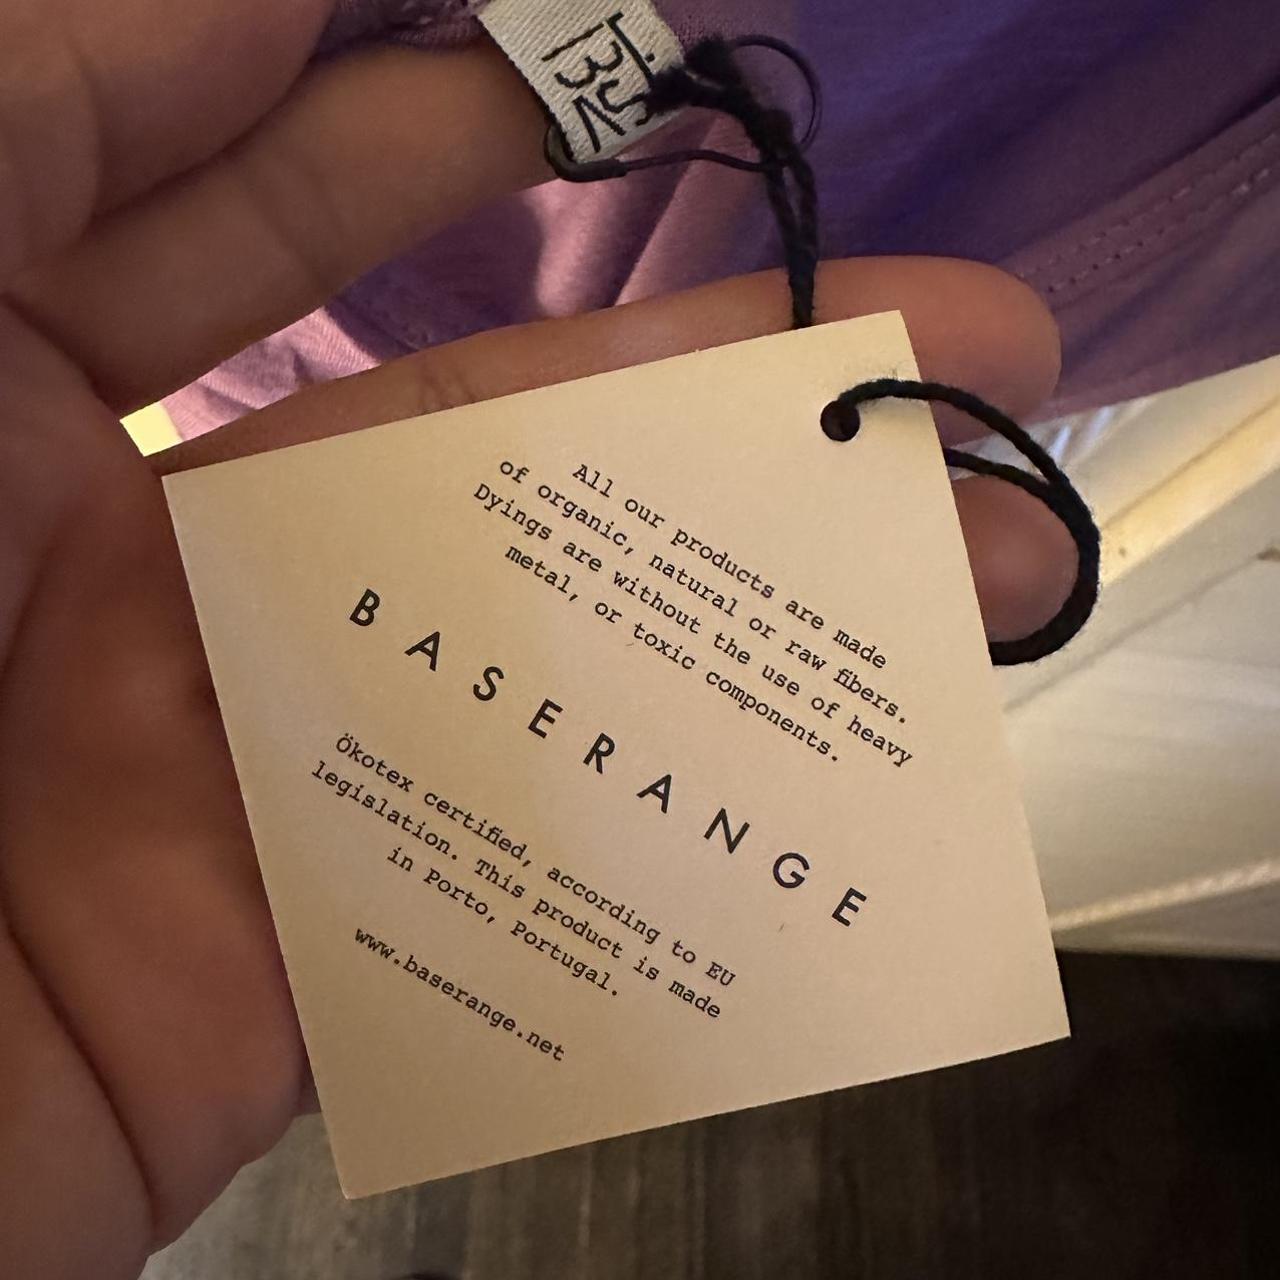 All our products are made
of organic, natural or raw fibers.
Dyings are without the use of heavy
metal, or toxic components.
BASERANGE
Ökotex certified, according to EU
legislation. This product is made
in Porto, Portugal.
www.baserange.net